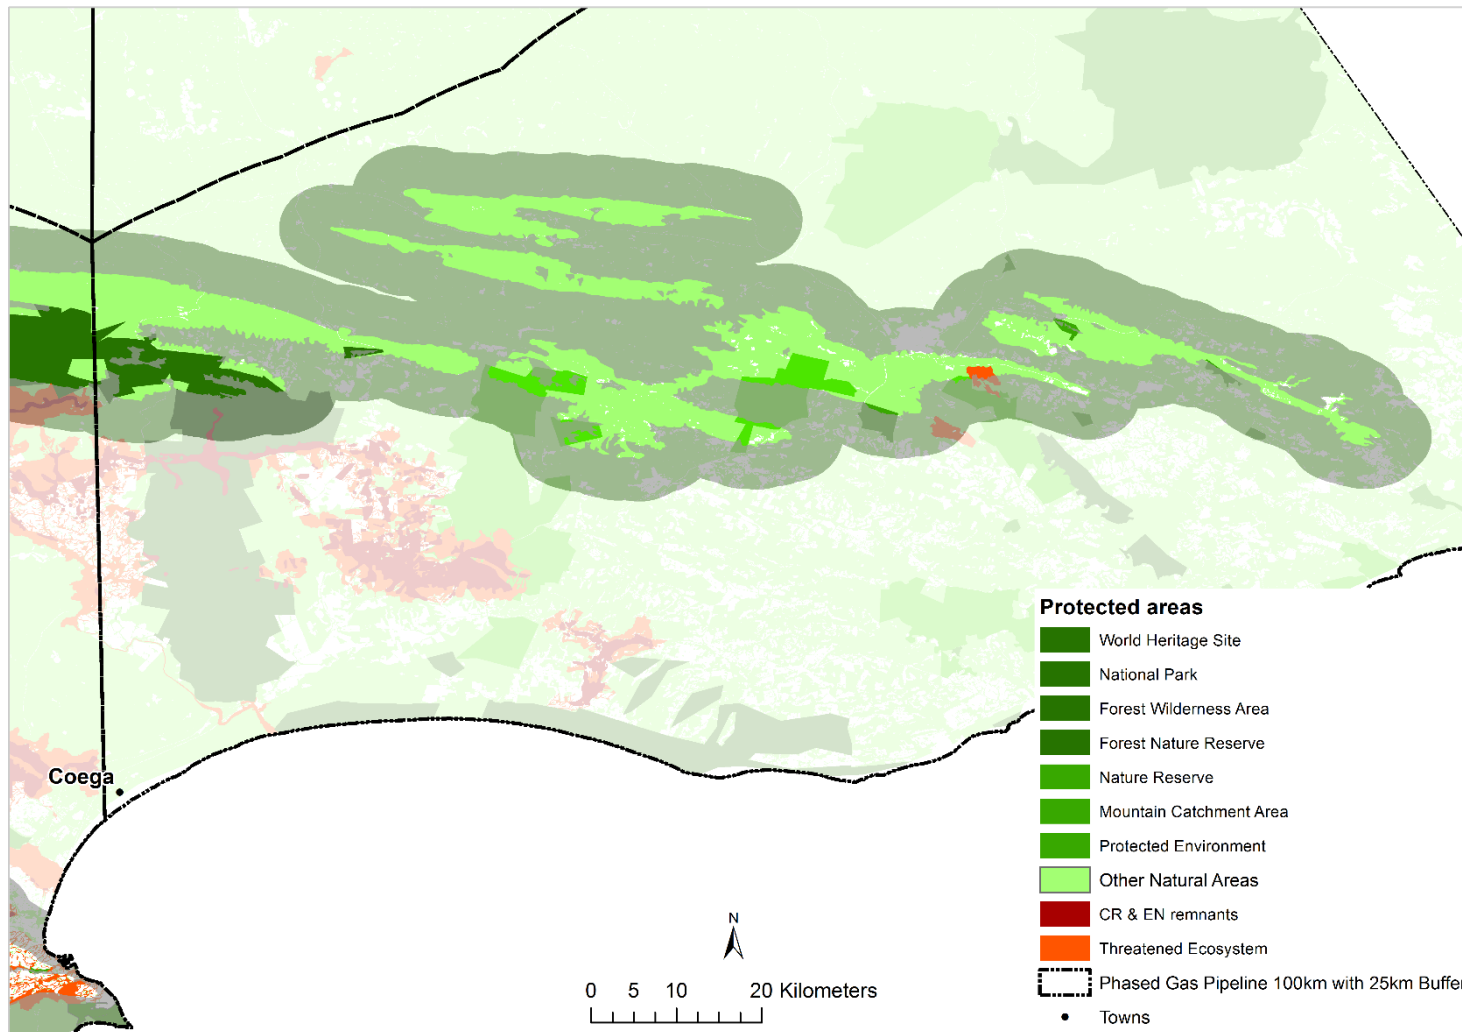 Coega
Protected areas
World Heritage Site
National Park
Forest Wilderness Area
Forest Nature Reserve
Nature Reserve
Mountain Catchment Area
Protected Environment
Other Natural Areas
CR & EN remnants
Threatened Ecosystem
Phased Gas Pipeline 100km with 25km Buffer
Towns
N
0 5 10 20 Kilometers